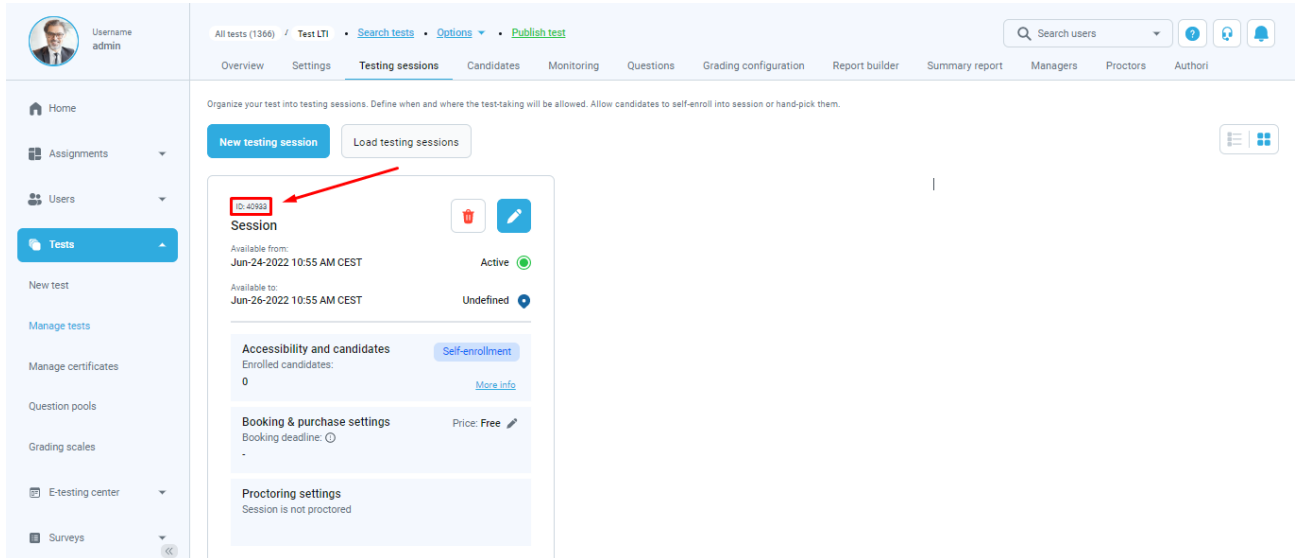 Username
admin
All tests (1366) / Test LTI • Search tests • Options • Publish test
Search users
Overview Settings Testing sessions Candidates Monitoring Questions Grading configuration Report builder Summary report Managers Proctors Authori
Home
Assignments
Users
Tests
New test
Manage tests
Manage certificates
Question pools
Grading scales
E-testing center
Surveys
Organize your test into testing sessions. Define when and where the test-taking will be allowed. Allow candidates to self-enroll into session or hand-pick them.
New testing session Load testing sessions
ID: 40933
Session
Available from:
Jun-24-2022 10:55 AM CEST Active
Available to:
Jun-26-2022 10:55 AM CEST Undefined
Accessibility and candidates Self-enrollment
Enrolled candidates:
0 More info
Booking & purchase settings Price: Free
Booking deadline:
-
Proctoring settings
Session is not proctored